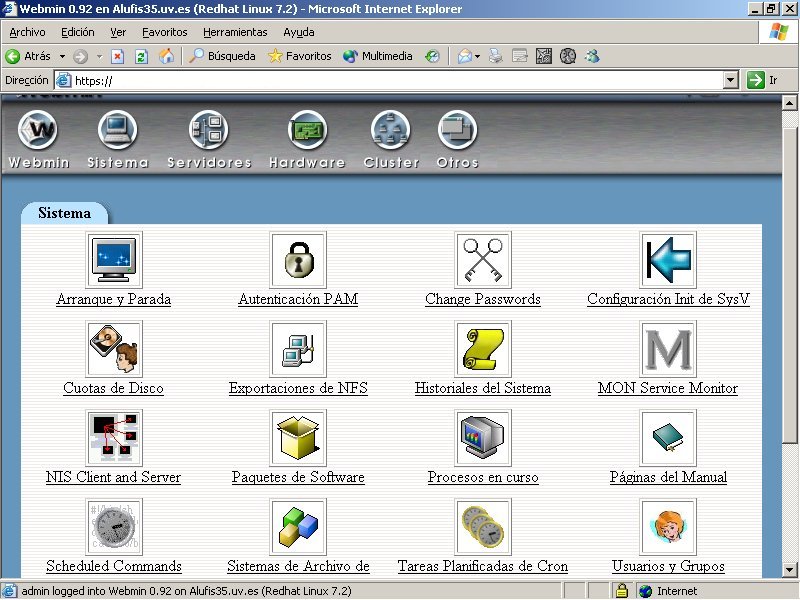 Webmin 0.92 en Alufis35.uv.es (Redhat Linux 7.2) - Microsoft Internet Explorer
Archivo Edición Ver Favoritos Herramientas Ayuda
Atrás Búsqueda Favoritos Multimedia
Dirección https:// Ir
Webmin Sistema Servidores Hardware Cluster Otros
Sistema
Arranque y Parada Autenticación PAM Change Passwords Configuración Init de SysV
Cuotas de Disco Exportaciones de NFS Historiales del Sistema MON Service Monitor
NIS Client and Server Paquetes de Software Procesos en curso Páginas del Manual
Scheduled Commands Sistemas de Archivo de Tareas Planificadas de Cron Usuarios y Grupos
admin logged into Webmin 0.92 on Alufis35.uv.es (Redhat Linux 7.2) Internet